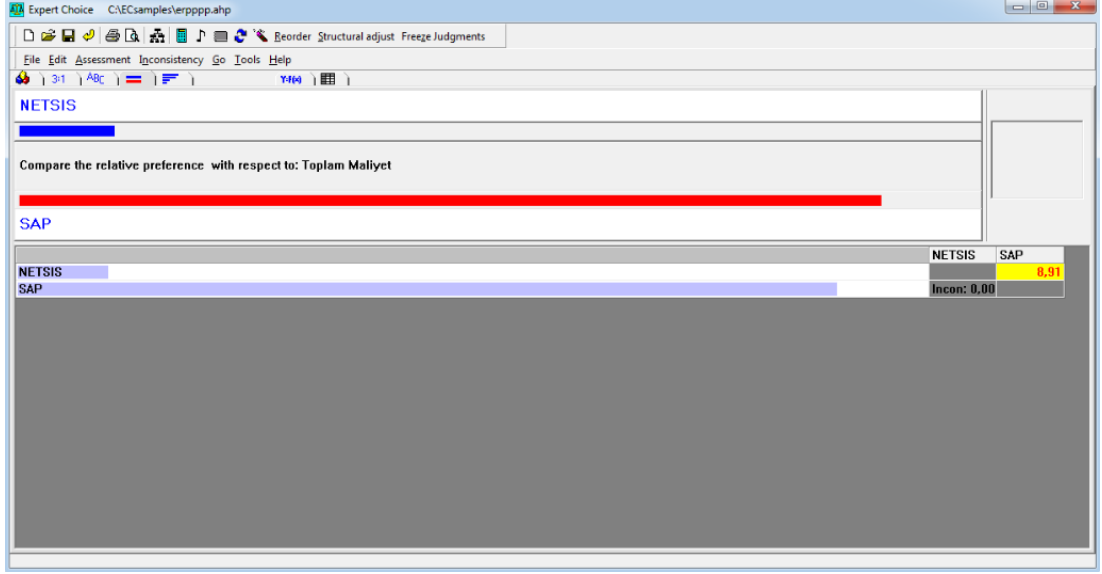 Expert Choice C:\ECsamples\erpppp.ahp
Reorder Structural adjust Freeze Judgments
File Edit Assessment Inconsistency Go Tools Help
3:1 ABC Y=f(x)
NETSIS
Compare the relative preference with respect to: Toplam Maliyet
SAP
NETSIS SAP
NETSIS 8,91
SAP Incon: 0,00